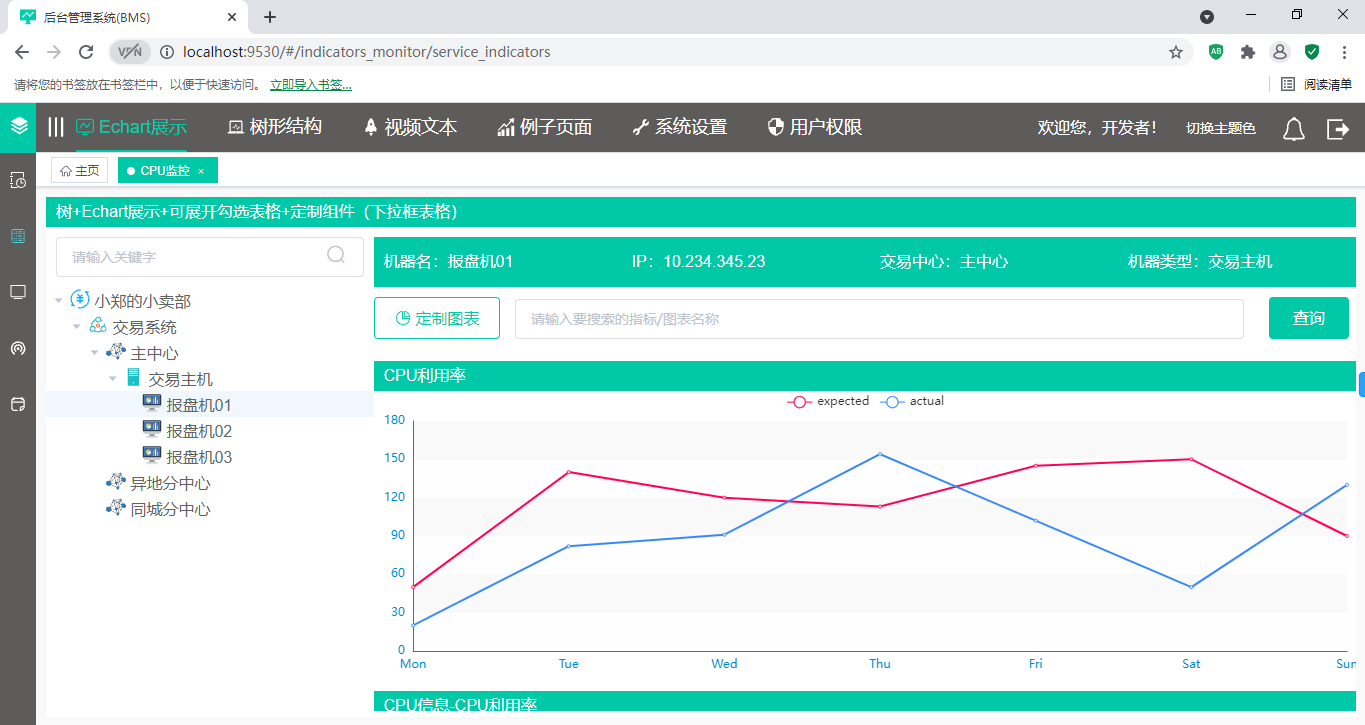 后台管理系统(BMS)
VPN localhost:9530/#/indicators_monitor/service_indicators
AB
请将您的书签放在书签栏中，以便于快速访问。 立即导入书签... 阅读清单
Echart展示 树形结构 视频文本 例子页面 系统设置 用户权限 欢迎您，开发者！ 切换主题色
主页 CPU监控 ×
树+Echart展示+可展开勾选表格+定制组件（下拉框表格）
请输入关键字
小郑的小卖部
交易系统
主中心
交易主机
报盘机01
报盘机02
报盘机03
异地分中心
同城分中心
机器名：报盘机01 IP：10.234.345.23 交易中心：主中心 机器类型：交易主机
定制图表 请输入要搜索的指标/图表名称 查询
CPU利用率
expected actual
180
150
120
90
60
30
0
Mon Tue Wed Thu Fri Sat Sun
CPU信息-CPU利用率